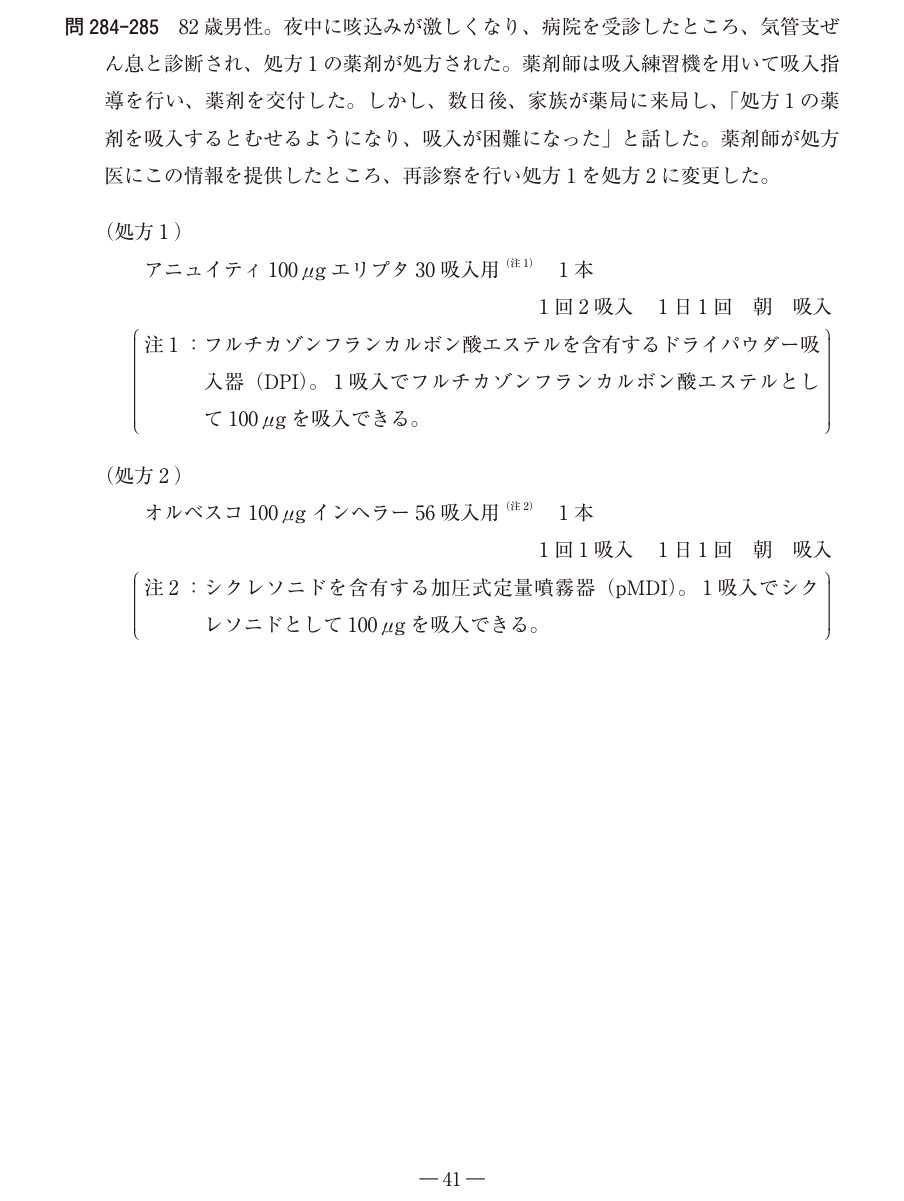 問 284-285　82 歳男性。夜中に咳込みが激しくなり、病院を受診したところ、気管支ぜ
ん息と診断され、処方１の薬剤が処方された。薬剤師は吸入練習機を用いて吸入指
導を行い、薬剤を交付した。しかし、数日後、家族が薬局に来局し、「処方１の薬
剤を吸入するとむせるようになり、吸入が困難になった」と話した。薬剤師が処方
医にこの情報を提供したところ、再診察を行い処方１を処方２に変更した。
（処方１）
アニュイティ 100 μg エリプタ 30 吸入用（注１）　１本
１回２吸入　１日１回　朝　吸入
注１：フルチカゾンフランカルボン酸エステルを含有するドライパウダー吸
入器（DPI）。１吸入でフルチカゾンフランカルボン酸エステルとし
て 100 μg を吸入できる。
（処方２）
オルベスコ 100 μg インヘラー 56 吸入用（注２）　１本
１回１吸入　１日１回　朝　吸入
注２：シクレソニドを含有する加圧式定量噴霧器（pMDI）。１吸入でシク
レソニドとして 100 μg を吸入できる。
― 41 ―